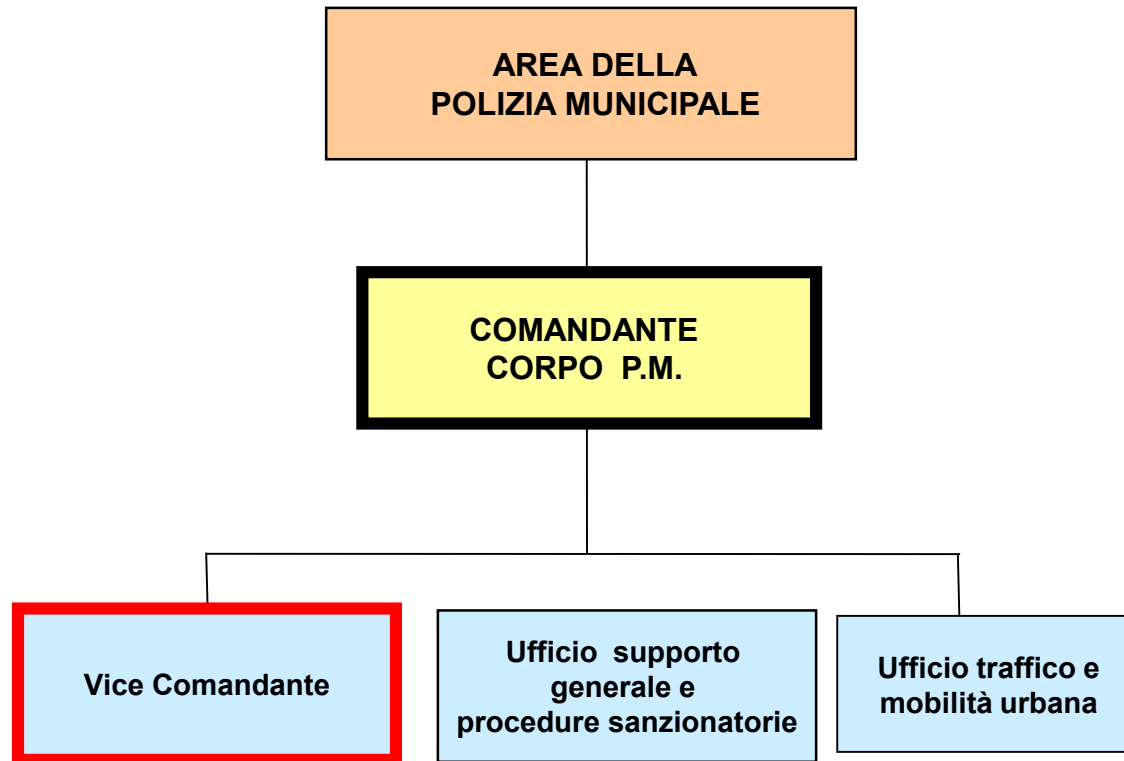 AREA DELLA
POLIZIA MUNICIPALE
COMANDANTE
CORPO P.M.
Vice Comandante
Ufficio supporto
generale e
procedure sanzionatorie
Ufficio traffico e
mobilità urbana